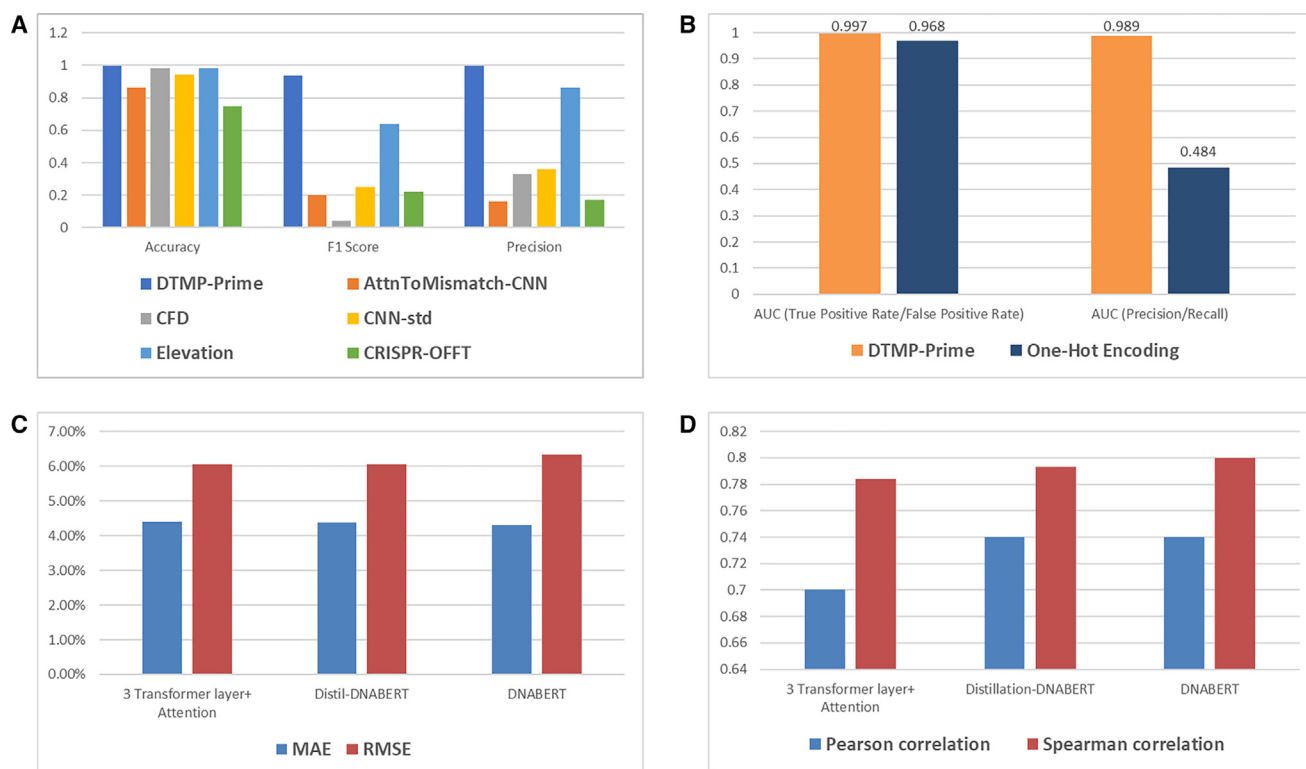 A
1.2
1
0.8
0.6
0.4
0.2
0
Accuracy F1 Score Precision
DTMP-Prime AttnToMismatch-CNN
CFD CNN-std
Elevation CRISPR-OFFT
B
1
0.9
0.8
0.7
0.6
0.5
0.4
0.3
0.2
0.1
0
0.997 0.968 0.989
0.484
AUC (True Positive Rate/False Positive Rate) AUC (Precision/Recall)
DTMP-Prime One-Hot Encoding
C
7.00%
6.00%
5.00%
4.00%
3.00%
2.00%
1.00%
0.00%
3 Transformer layer+ Distil-DNABERT DNABERT
Attention
MAE RMSE
D
0.82
0.8
0.78
0.76
0.74
0.72
0.7
0.68
0.66
0.64
3 Transformer layer+ Distillation-DNABERT DNABERT
Attention
Pearson correlation Spearman correlation